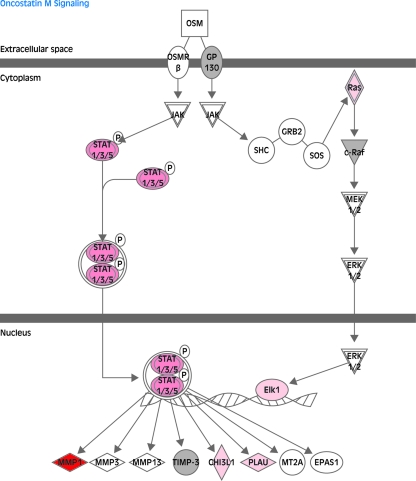 Oncostatin M Signaling
OSM
Extracellular space
OSMR
β
GP
130
Cytoplasm
JAK
JAK
Ras
P
STAT
1/3/5
GRB2
SHC
SOS
c-Raf
P
STAT
1/3/5
MEK
1/2
P
STAT
1/3/5
P
STAT
1/3/5
ERK
1/2
Nucleus
P
STAT
1/3/5
P
STAT
1/3/5
ERK
1/2
Elk1
MMP1
MMP3
MMP13
TIMP-3
CHI3L1
PLAU
MT2A
EPAS1